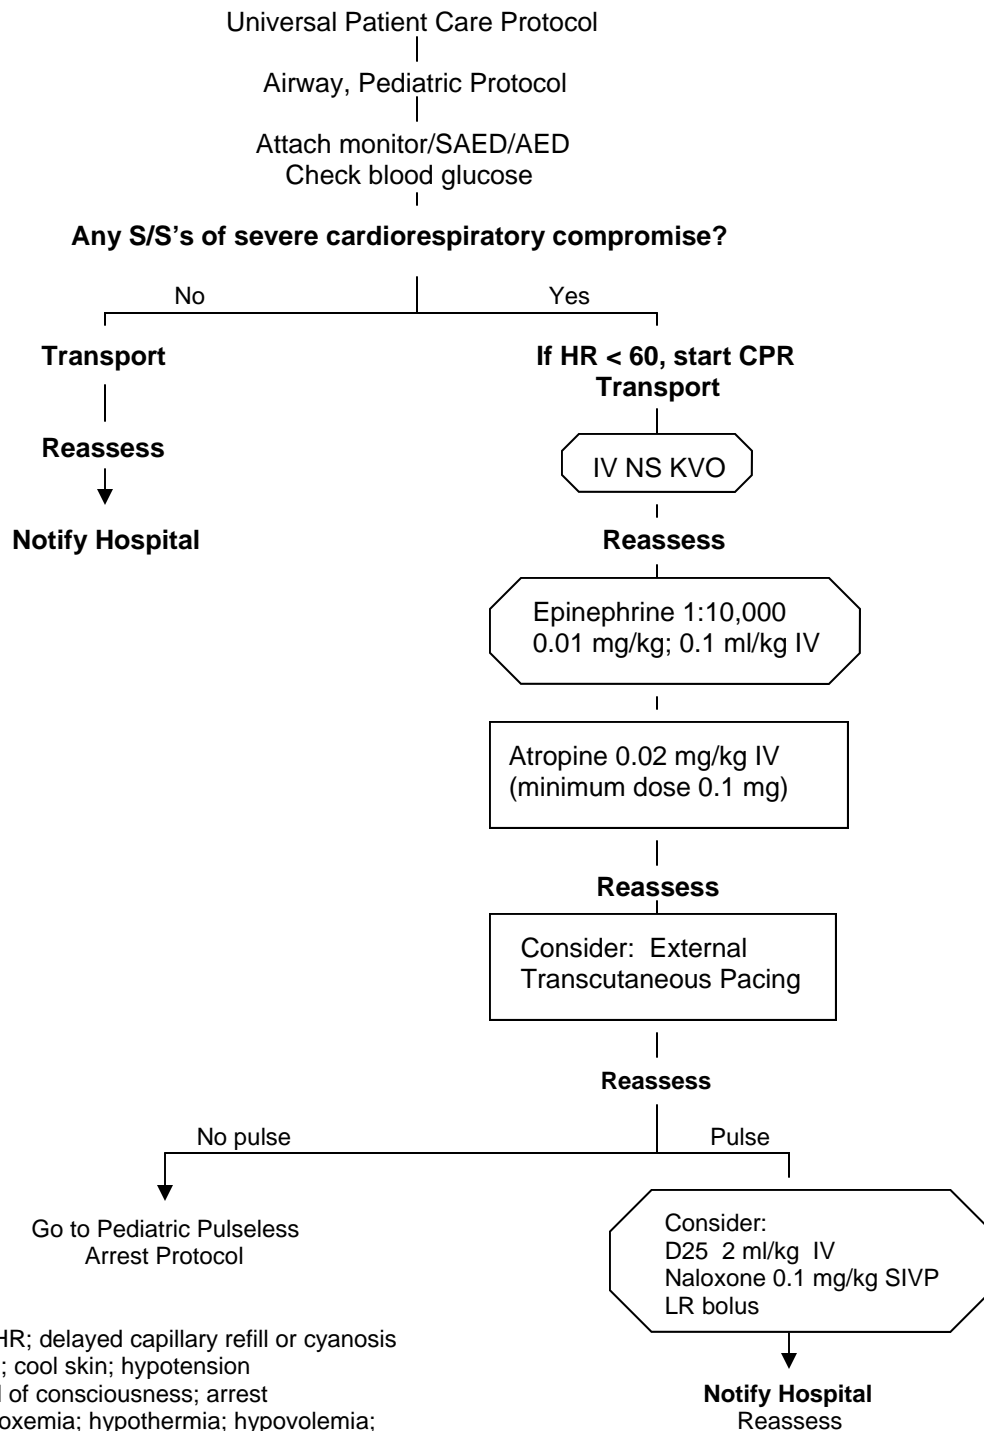 Universal Patient Care Protocol
Airway, Pediatric Protocol
Attach monitor/SAED/AED
Check blood glucose
Any S/S's of severe cardiorespiratory compromise?
No
Yes
Transport
Reassess
Notify Hospital
If HR < 60, start CPR
Transport
IV NS KVO
Reassess
Epinephrine 1:10,000
0.01 mg/kg; 0.1 ml/kg IV
Atropine 0.02 mg/kg IV
(minimum dose 0.1 mg)
Reassess
Consider: External
Transcutaneous Pacing
Reassess
No pulse
Pulse
Go to Pediatric Pulseless
Arrest Protocol
Consider:
D25 2 ml/kg IV
Naloxone 0.1 mg/kg SIVP
LR bolus
Notify Hospital
Reassess
HR; delayed capillary refill or cyanosis
; cool skin; hypotension
of consciousness; arrest
hypothermia; hypovolemia;